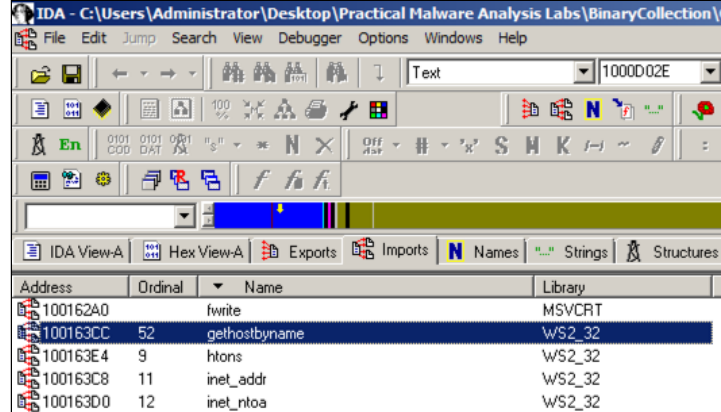 IDA - C:\Users\Administrator\Desktop\Practical Malware Analysis Labs\BinaryCollection\
File Edit Jump Search View Debugger Options Windows Help
Text 1000D02E
En N
S H K
IDA View-A Hex View-A Exports Imports N Names "..." Strings Structures
Address Ordinal Name Library
100162A0 fwrite MSVCRT
100163CC 52 gethostbyname WS2_32
100163E4 9 htons WS2_32
100163C8 11 inet_addr WS2_32
100163D0 12 inet_ntoa WS2_32